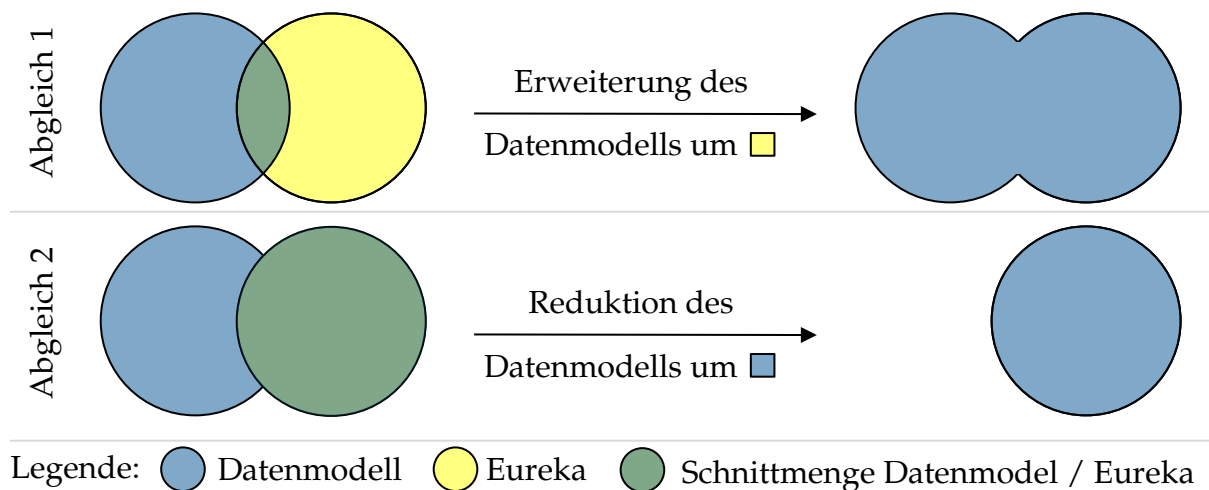 Abgleich 1
Erweiterung des
Datenmodells um
Abgleich 2
Reduktion des
Datenmodells um
Legende: Datenmodell Eureka Schnittmenge Datenmodel / Eureka